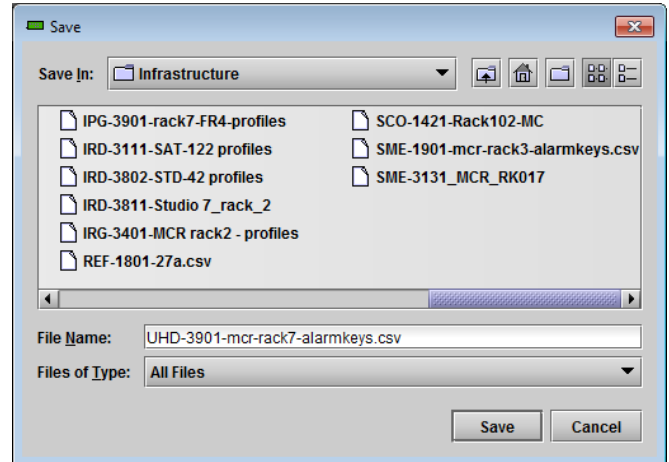 Save
Save In: Infrastructure
IPG-3901-rack7-FR4-profiles
IRD-3111-SAT-122 profiles
IRD-3802-STD-42 profiles
IRD-3811-Studio 7_rack_2
IRG-3401-MCR rack2 - profiles
REF-1801-27a.csv
SCO-1421-Rack102-MC
SME-1901-mcr-rack3-alarmkeys.csv
SME-3131_MCR_RK017
File Name: UHD-3901-mcr-rack7-alarmkeys.csv
Files of Type: All Files
Save Cancel